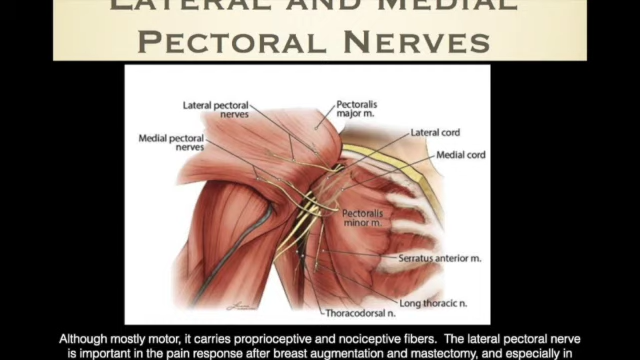 LATERAL AND MEDIAL
PECTORAL NERVES
Lateral pectoral
nerves
Pectoralis
major m.
Medial pectoral
nerves
Lateral cord
Medial cord
Pectoralis
minor m.
Serratus anterior m.
Long thoracic n.
Thoracodorsal n.
Although mostly motor, it carries proprioceptive and nociceptive fibers. The lateral pectoral nerve
is important in the pain response after breast augmentation and mastectomy, and especially in